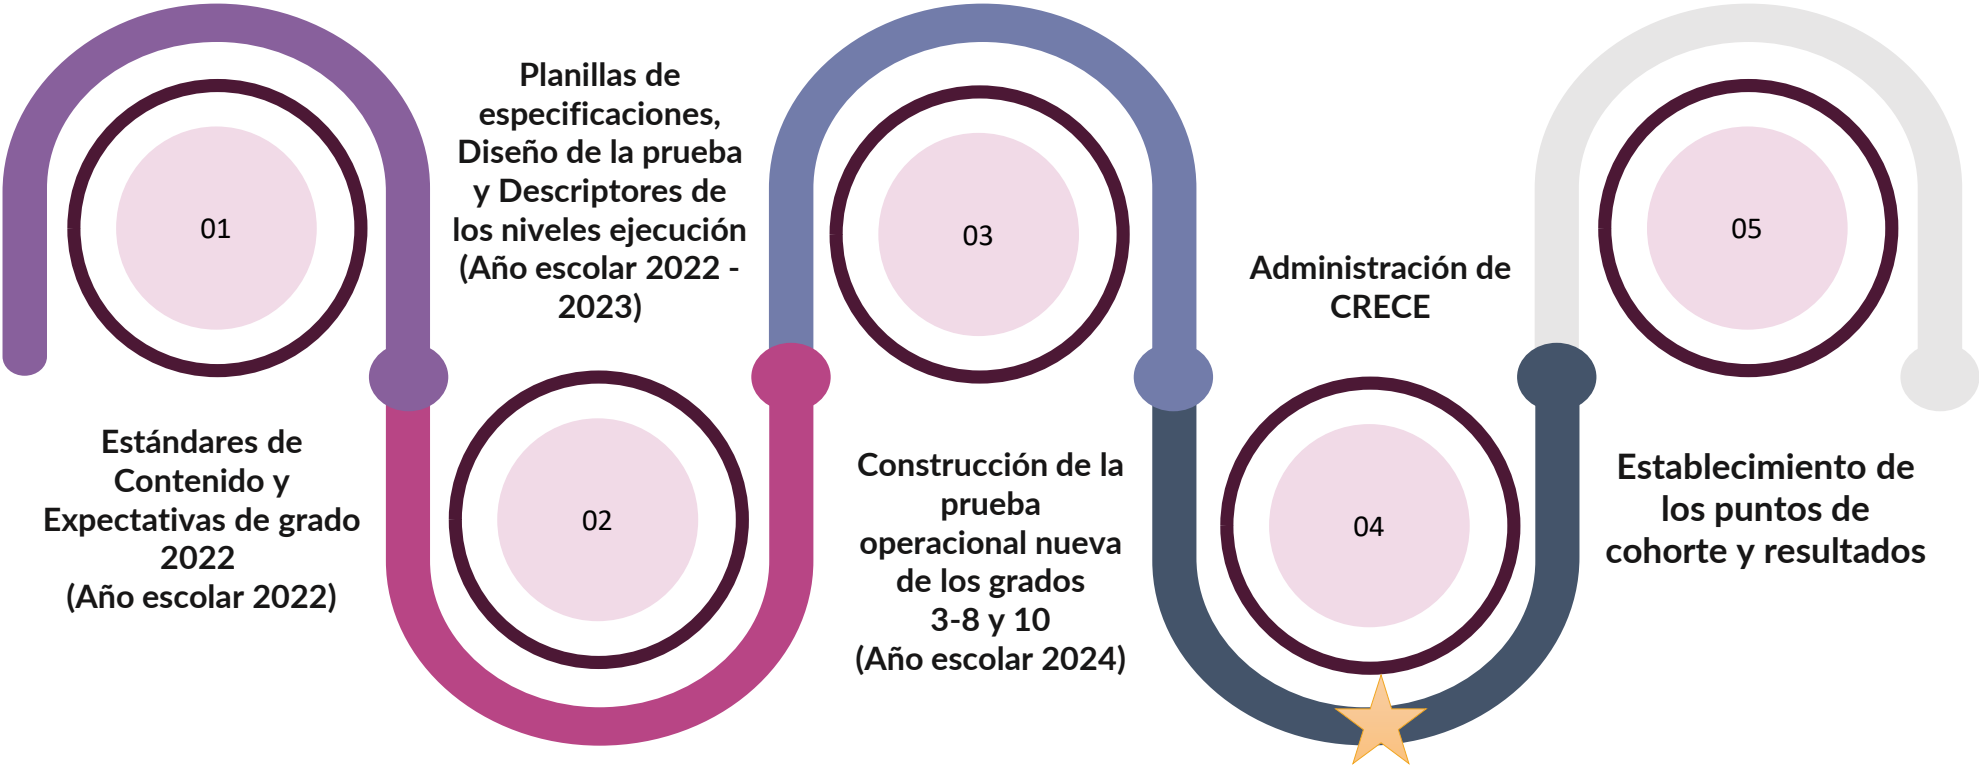 01
Estándares de
Contenido y
Expectativas de grado
2022
(Año escolar 2022)
Planillas de
especificaciones,
Diseño de la prueba
y Descriptores de
los niveles ejecución
(Año escolar 2022 -
2023)
02
03
Construcción de la
prueba
operacional nueva
de los grados
3-8 y 10
(Año escolar 2024)
Administración de
CRECE
04
05
Establecimiento de
los puntos de
cohorte y resultados